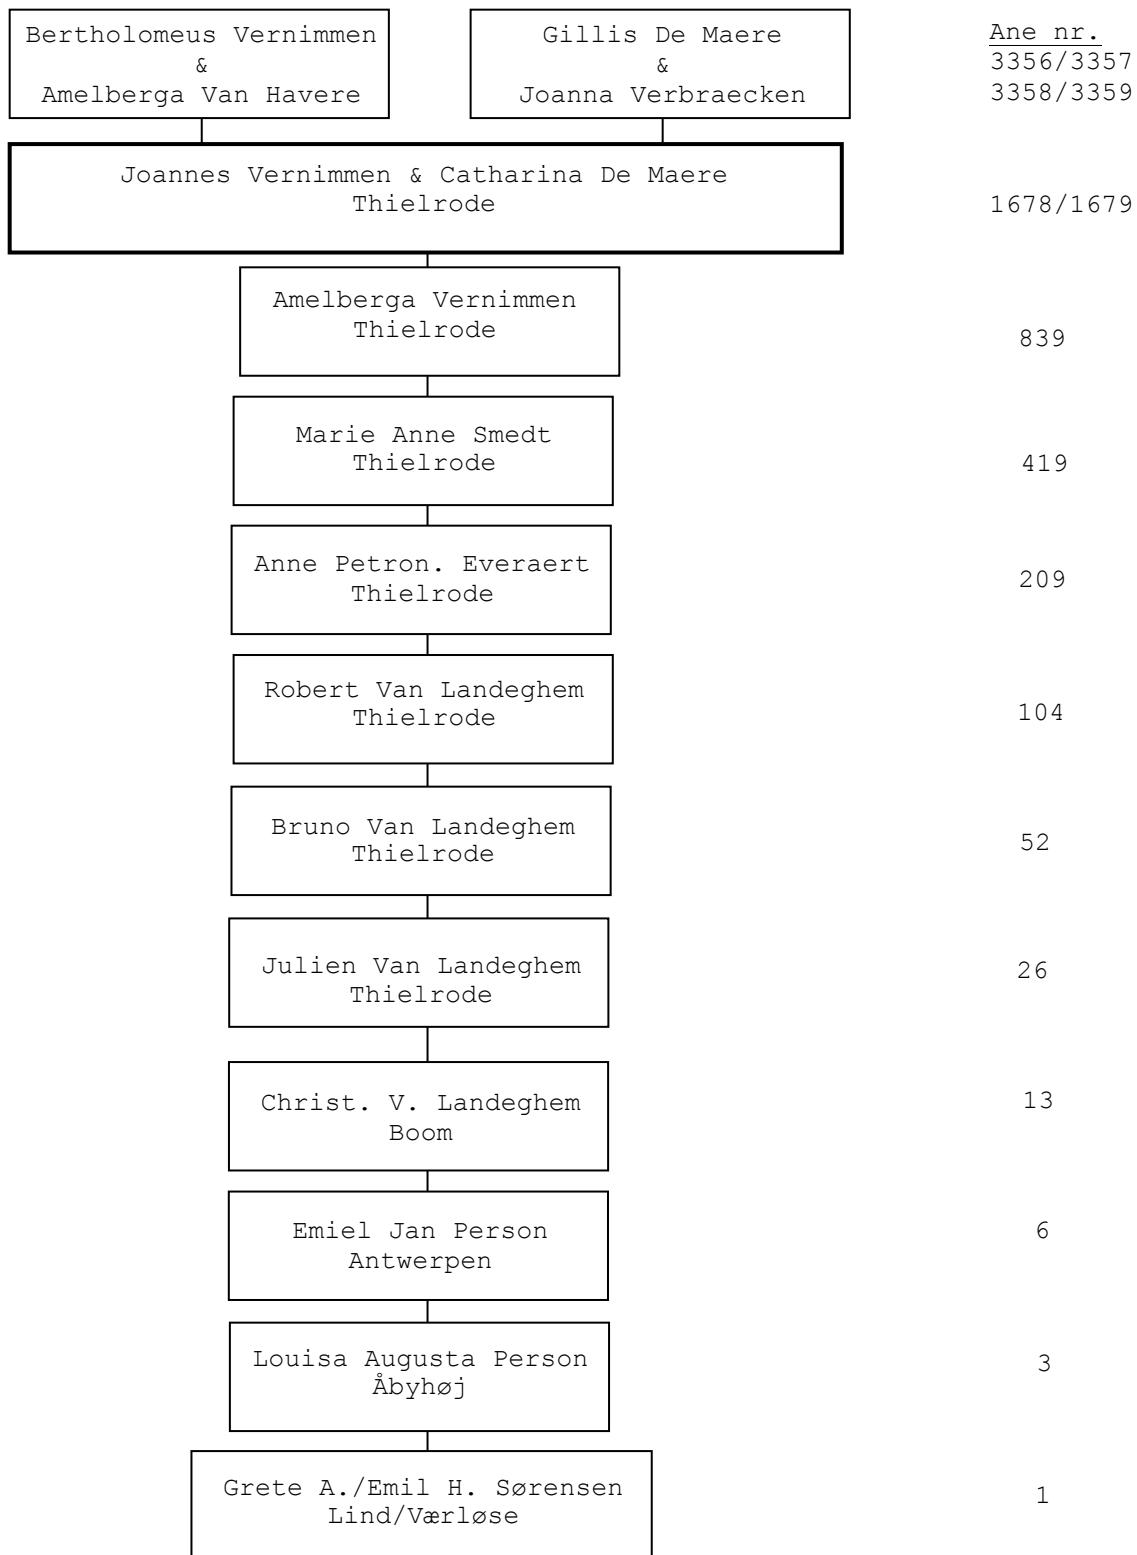 Bertholomeus Vernimmen
&
Amelberga Van Havere
Gillis De Maere
&
Joanna Verbraecken
Ane nr.
3356/3357
3358/3359
Joannes Vernimmen & Catharina De Maere
Thielrode
1678/1679
Amelberga Vernimmen
Thielrode
839
Marie Anne Smedt
Thielrode
419
Anne Petron. Everaert
Thielrode
209
Robert Van Landeghem
Thielrode
104
Bruno Van Landeghem
Thielrode
52
Julien Van Landeghem
Thielrode
26
Christ. V. Landeghem
Boom
13
Emiel Jan Person
Antwerpen
6
Louisa Augusta Person
Åbyhøj
3
Grete A./Emil H. Sørensen
Lind/Værløse
1